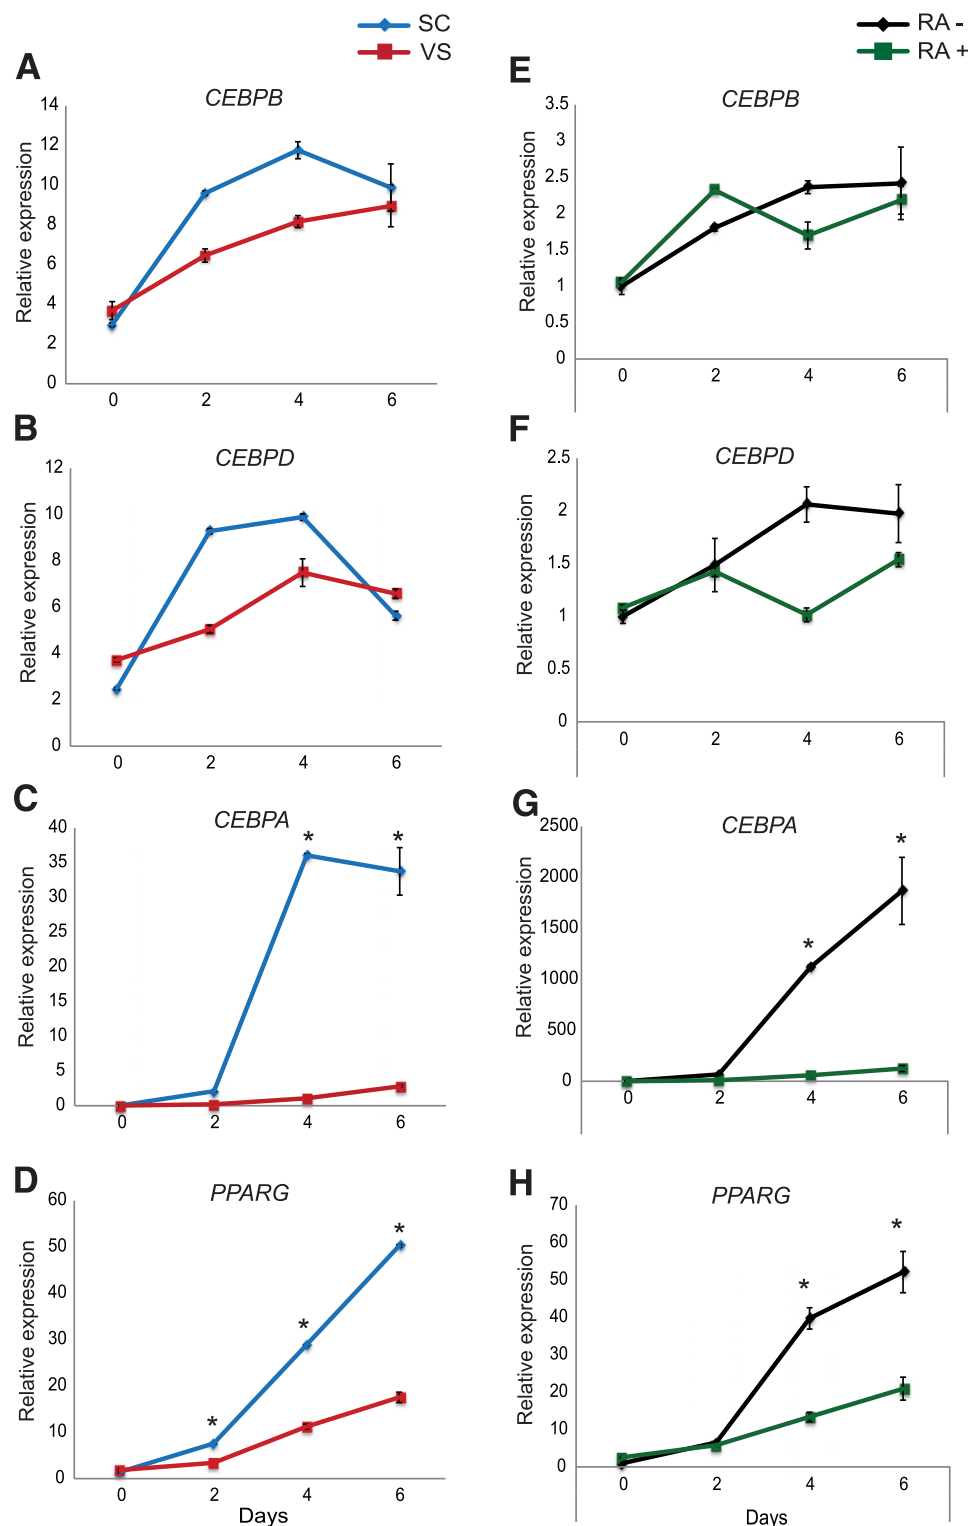 SC
VS
RA -
RA +
A
CEBPB
Relative expression
14
12
10
8
6
4
2
0
0 2 4 6
E
CEBPB
Relative expression
3.5
3
2.5
2
1.5
1
0.5
0
0 2 4 6
B
CEBPD
Relative expression
12
10
8
6
4
2
0
0 2 4 6
F
CEBPD
Relative expression
2.5
2
1.5
1
0.5
0
0 2 4 6
C
CEBPA
Relative expression
40
35
30
25
20
15
10
5
0
* *
0 2 4 6
G
CEBPA
Relative expression
2500
2000
1500
1000
500
0
* *
0 2 4 6
D
PPARG
Relative expression
60
50
40
30
20
10
0
* * *
0 2 4 6
Days
H
PPARG
Relative expression
70
60
50
40
30
20
10
0
* *
0 2 4 6
Days